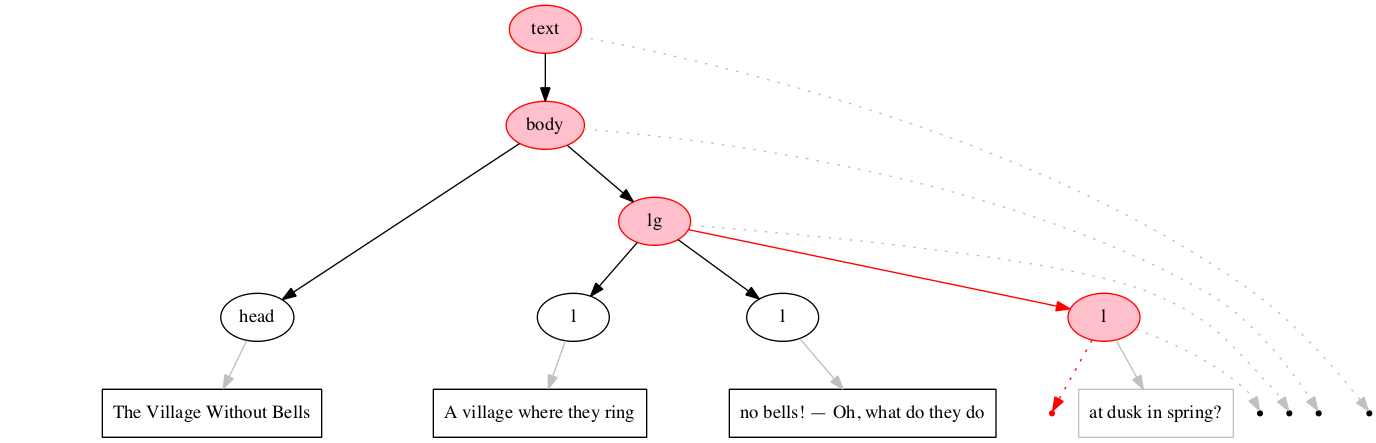 text
body
lg
head
l
l
l
The Village Without Bells
A village where they ring
no bells! — Oh, what do they do
at dusk in spring?